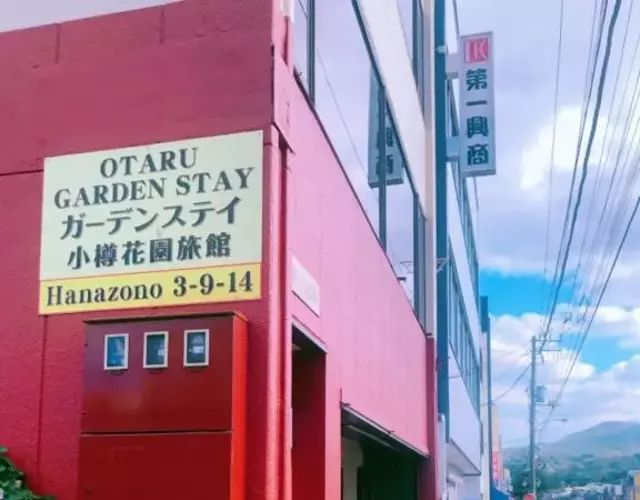 OTARU
GARDEN STAY
ガーデンステイ
小樽花園旅館
Hanazono 3-9-14
DK
第一興商